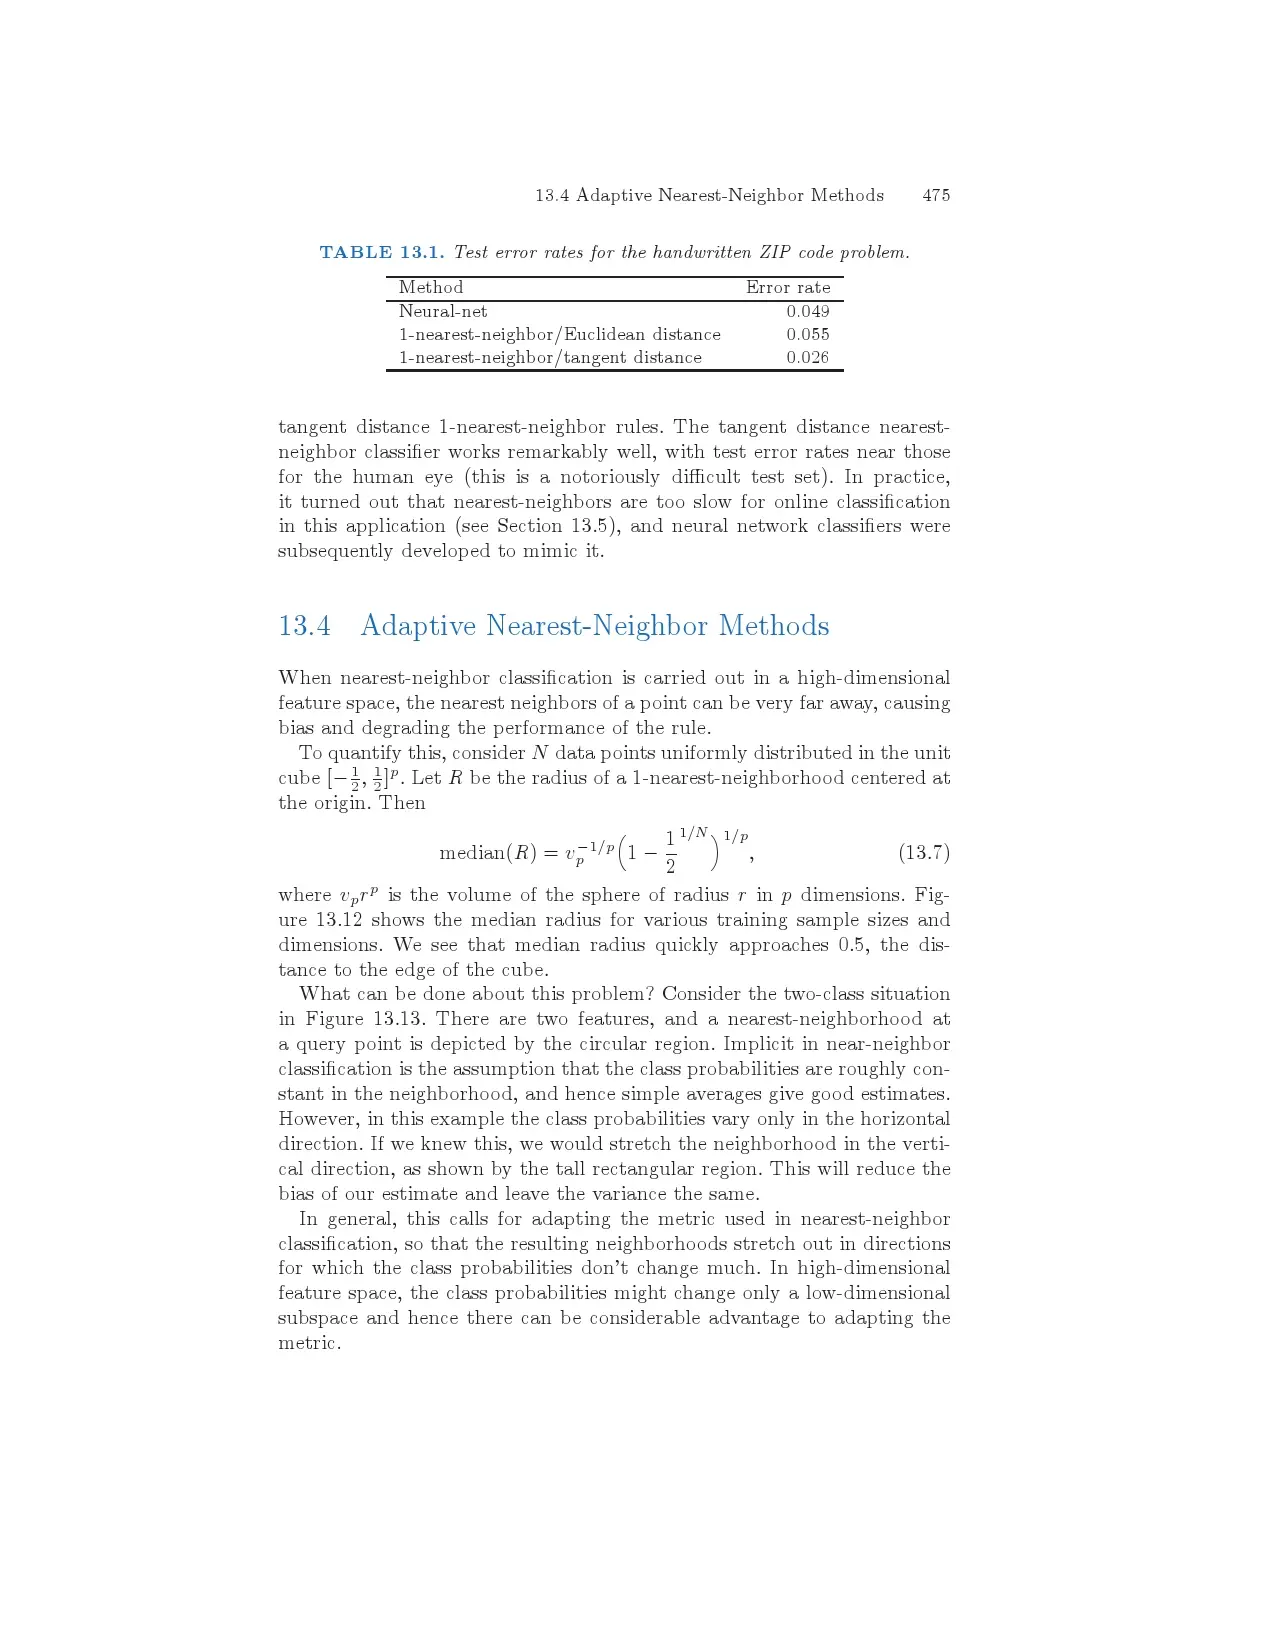 13.4 Adaptive Nearest-Neighbor Methods 475
TABLE 13.1. Test error rates for the handwritten ZIP code problem.
Method Error rate
Neural-net 0.049
1-nearest-neighbor/Euclidean distance 0.055
1-nearest-neighbor/tangent distance 0.026
tangent distance 1-nearest-neighbor rules. The tangent distance nearest-
neighbor classifier works remarkably well, with test error rates near those
for the human eye (this is a notoriously difficult test set). In practice,
it turned out that nearest-neighbors are too slow for online classification
in this application (see Section 13.5), and neural network classifiers were
subsequently developed to mimic it.
13.4 Adaptive Nearest-Neighbor Methods
When nearest-neighbor classification is carried out in a high-dimensional
feature space, the nearest neighbors of a point can be very far away, causing
bias and degrading the performance of the rule.
To quantify this, consider N data points uniformly distributed in the unit
cube [−1/2, 1/2]^p. Let R be the radius of a 1-nearest-neighborhood centered at
the origin. Then
median(R) = v_p^{−1/p} (1 − 1/2^{1/N})^{1/p}, (13.7)
where v_p r^p is the volume of the sphere of radius r in p dimensions. Fig-
ure 13.12 shows the median radius for various training sample sizes and
dimensions. We see that median radius quickly approaches 0.5, the dis-
tance to the edge of the cube.
What can be done about this problem? Consider the two-class situation
in Figure 13.13. There are two features, and a nearest-neighborhood at
a query point is depicted by the circular region. Implicit in near-neighbor
classification is the assumption that the class probabilities are roughly con-
stant in the neighborhood, and hence simple averages give good estimates.
However, in this example the class probabilities vary only in the horizontal
direction. If we knew this, we would stretch the neighborhood in the verti-
cal direction, as shown by the tall rectangular region. This will reduce the
bias of our estimate and leave the variance the same.
In general, this calls for adapting the metric used in nearest-neighbor
classification, so that the resulting neighborhoods stretch out in directions
for which the class probabilities don't change much. In high-dimensional
feature space, the class probabilities might change only a low-dimensional
subspace and hence there can be considerable advantage to adapting the
metric.